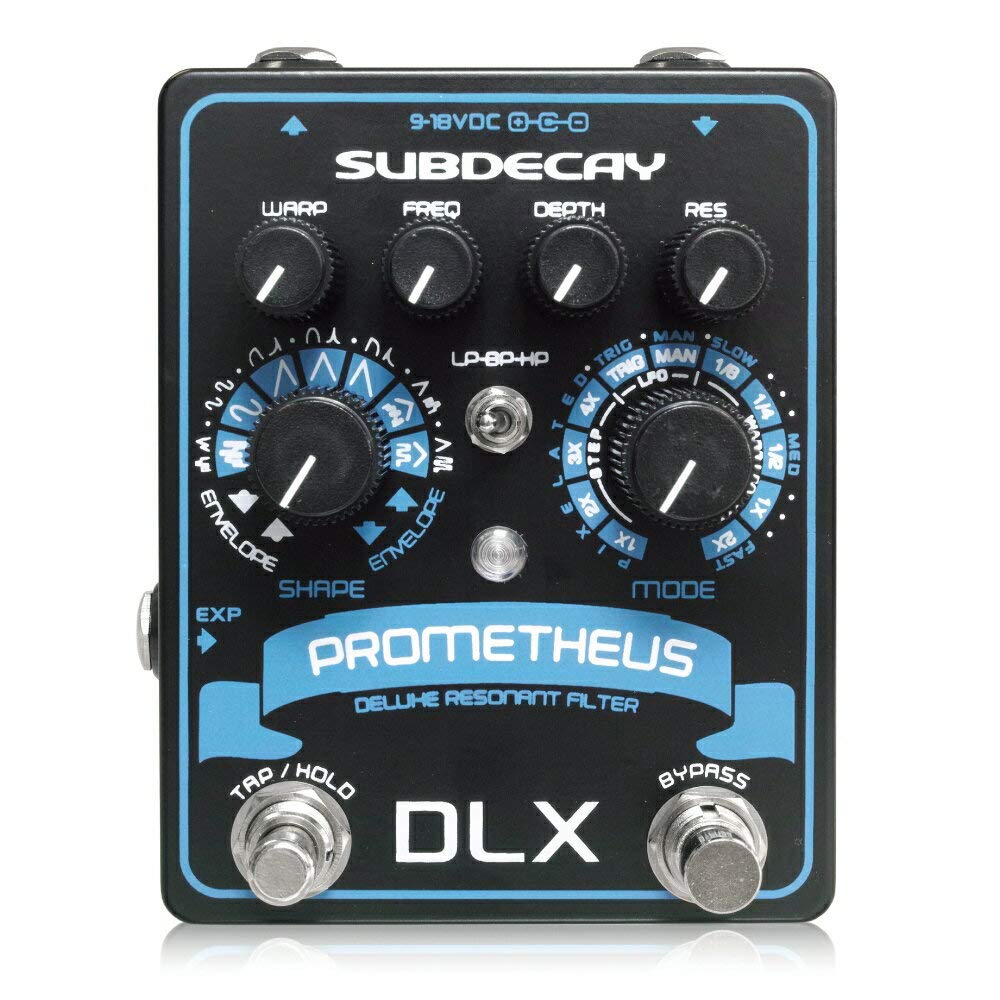 9-18VDC
SUBDECAY
WARP FREQ DEPTH RES
LP-BP-HP
PIXELATED TRIG MAN SLOW MED FAST
1X 2X 3X 4X TRIG MAN 1/8 1/4 1/2 1X 2X
STEP LFO
ENVELOPE ENVELOPE
SHAPE MODE
EXP
PROMETHEUS
DELUXE RESONANT FILTER
TAP / HOLD BYPASS
DLX